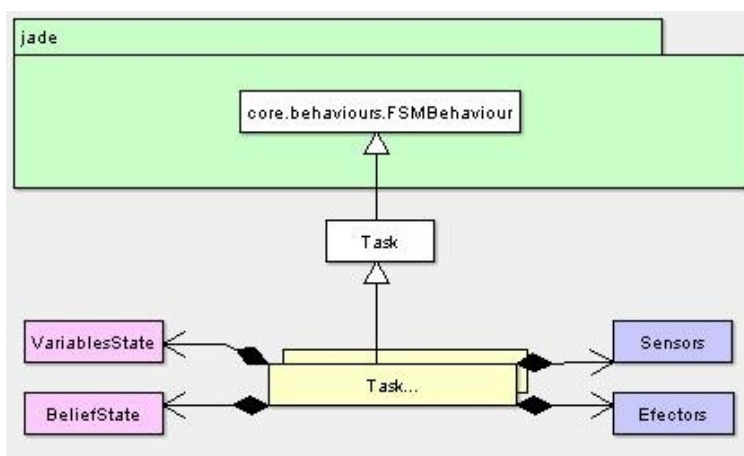 jade
core.behaviours.FSMBehaviour
Task
VariablesState
Sensors
Task...
BeliefState
Efectors